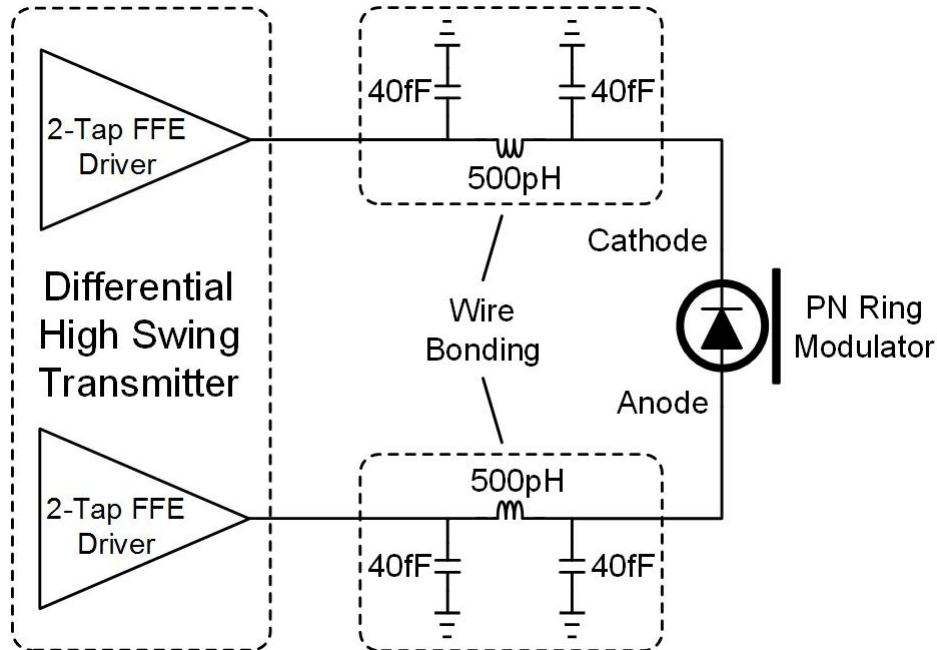 2-Tap FFE
Driver
40fF
40fF
500pH
Cathode
Differential
High Swing
Transmitter
Wire
Bonding
PN Ring
Modulator
Anode
500pH
2-Tap FFE
Driver
40fF
40fF